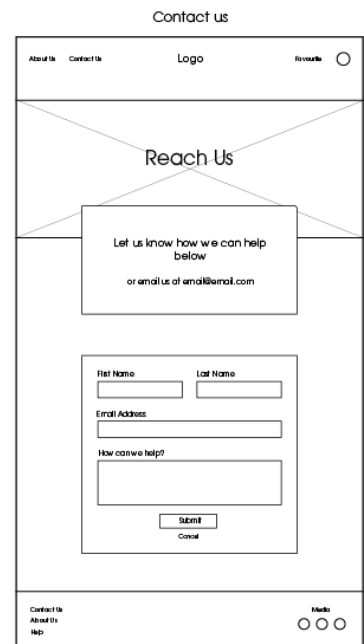 Contact us
About Us Contact Us Logo Favourite
Reach Us
Let us know how we can help
below
or email us at email@email.com
First Name Last Name
Email Address
How can we help?
Submit
Cancel
Contact Us Media
About Us
Help